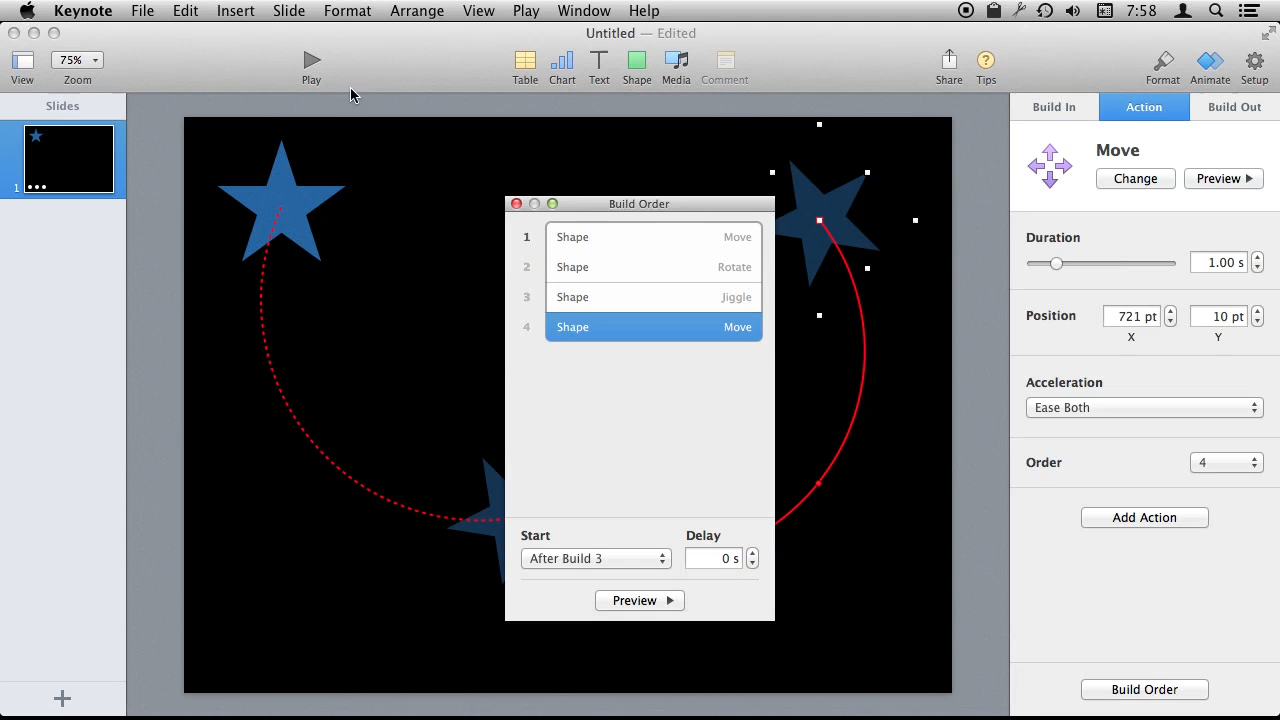 Keynote File Edit Insert Slide Format Arrange View Play Window Help 7:58
Untitled — Edited
75%
View Zoom Play Table Chart Text Shape Media Comment Share Tips Format Animate Setup
Slides
1
Build In Action Build Out
Move
Change Preview
Duration
1.00 s
Position 721 pt 10 pt
X Y
Acceleration
Ease Both
Order 4
Add Action
Build Order
Build Order
1 Shape Move
2 Shape Rotate
3 Shape Jiggle
4 Shape Move
Start Delay
After Build 3 0 s
Preview